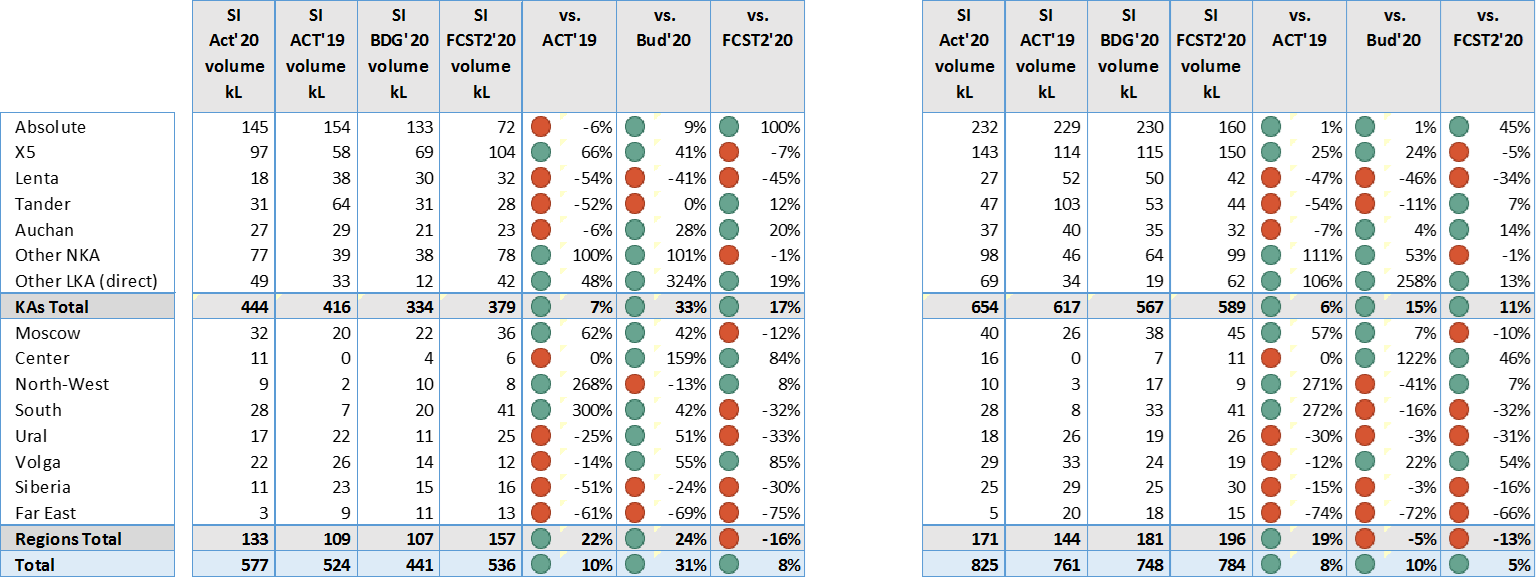 SI SI SI SI vs. vs. vs. SI SI SI SI vs. vs. vs.
Act'20 ACT'19 BDG'20 FCST2'20 ACT'19 Bud'20 FCST2'20 Act'20 ACT'19 BDG'20 FCST2'20 ACT'19 Bud'20 FCST2'20
volume volume volume volume volume volume volume volume
kL kL kL kL kL kL kL kL
Absolute 145 154 133 72 -6% 9% 100% 232 229 230 160 1% 1% 45%
X5 97 58 69 104 66% 41% -7% 143 114 115 150 25% 24% -5%
Lenta 18 38 30 32 -54% -41% -45% 27 52 50 42 -47% -46% -34%
Tander 31 64 31 28 -52% 0% 12% 47 103 53 44 -54% -11% 7%
Auchan 27 29 21 23 -6% 28% 20% 37 40 35 32 -7% 4% 14%
Other NKA 77 39 38 78 100% 101% -1% 98 46 64 99 111% 53% -1%
Other LKA (direct) 49 33 12 42 48% 324% 19% 69 34 19 62 106% 258% 13%
KAs Total 444 416 334 379 7% 33% 17% 654 617 567 589 6% 15% 11%
Moscow 32 20 22 36 62% 42% -12% 40 26 38 45 57% 7% -10%
Center 11 0 4 6 0% 159% 84% 16 0 7 11 0% 122% 46%
North-West 9 2 10 8 268% -13% 8% 10 3 17 9 271% -41% 7%
South 28 7 20 41 300% 42% -32% 28 8 33 41 272% -16% -32%
Ural 17 22 11 25 -25% 51% -33% 18 26 19 26 -30% -3% -31%
Volga 22 26 14 12 -14% 55% 85% 29 33 24 19 -12% 22% 54%
Siberia 11 23 15 16 -51% -24% -30% 25 29 25 30 -15% -3% -16%
Far East 3 9 11 13 -61% -69% -75% 5 20 18 15 -74% -72% -66%
Regions Total 133 109 107 157 22% 24% -16% 171 144 181 196 19% -5% -13%
Total 577 524 441 536 10% 31% 8% 825 761 748 784 8% 10% 5%